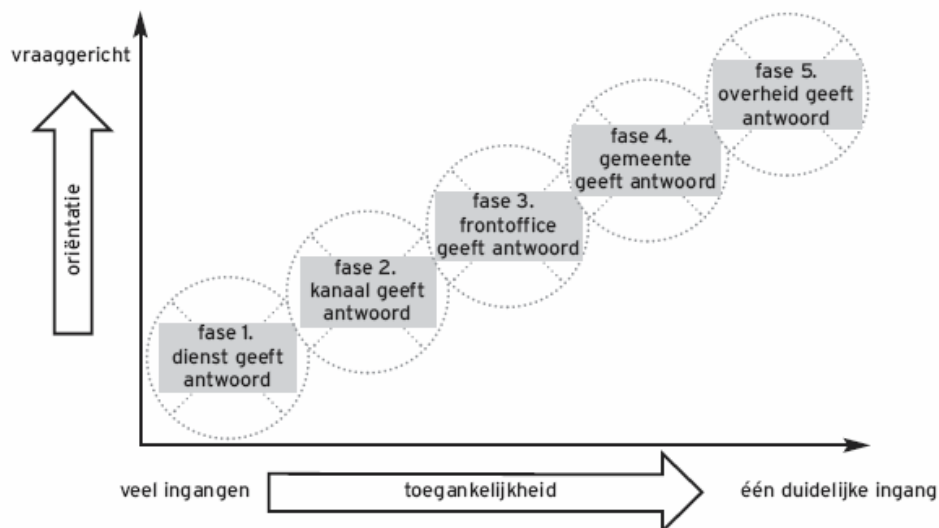 vraaggericht
oriëntatie
fase 5.
overheid geeft
antwoord
fase 4.
gemeente
geeft antwoord
fase 3.
frontoffice
geeft antwoord
fase 2.
kanaal geeft
antwoord
fase 1.
dienst geeft
antwoord
veel ingangen
toegankelijkheid
één duidelijke ingang